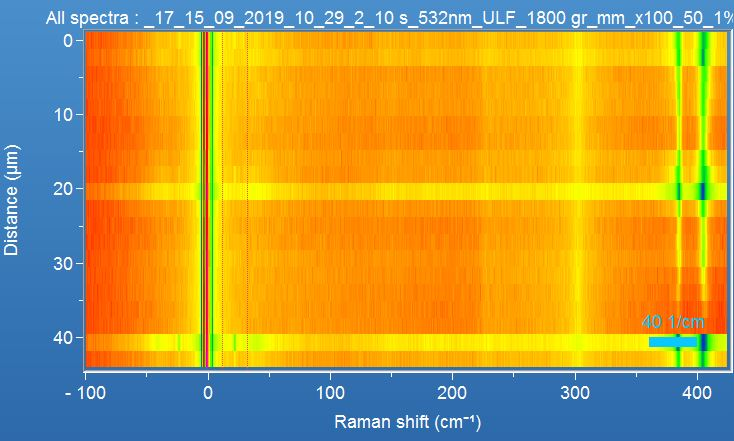 All spectra : _17_15_09_2019_10_29_2_10 s_532nm_ULF_1800 gr_mm_x100_50_1%
0
10
20
30
40
Distance (µm)
40 1/cm
- 100 0 100 200 300 400
Raman shift (cm⁻¹)